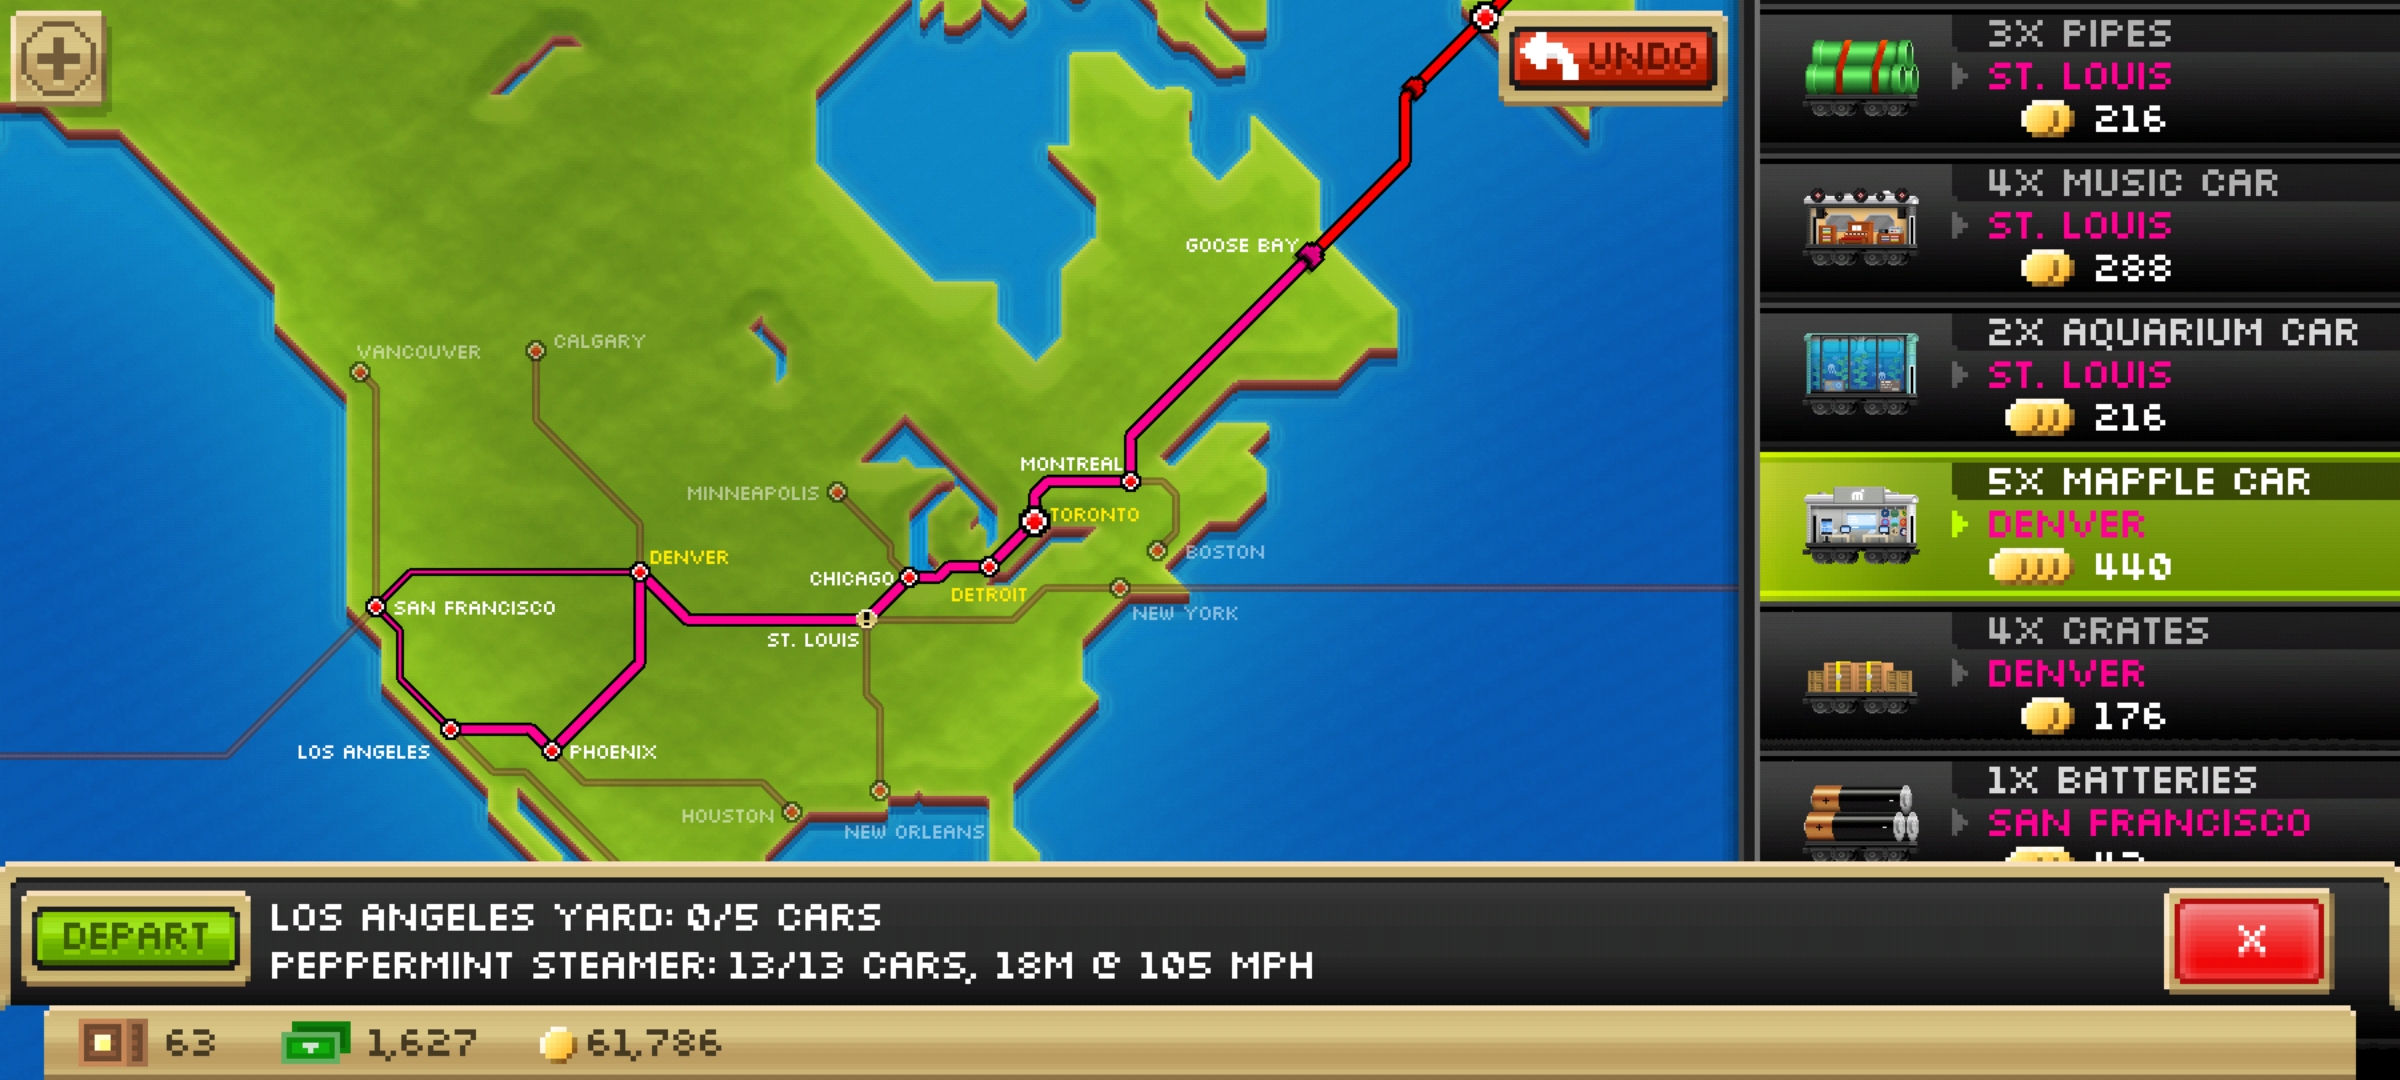 UNDO
GOOSE BAY
VANCOUVER
CALGARY
MONTREAL
MINNEAPOLIS
TORONTO
BOSTON
DENVER
CHICAGO
DETROIT
SAN FRANCISCO
NEW YORK
ST. LOUIS
LOS ANGELES
PHOENIX
HOUSTON
NEW ORLEANS
3X PIPES
ST. LOUIS
216
4X MUSIC CAR
ST. LOUIS
288
2X AQUARIUM CAR
ST. LOUIS
216
5X MAPPLE CAR
DENVER
440
4X CRATES
DENVER
176
1X BATTERIES
SAN FRANCISCO
DEPART
LOS ANGELES YARD: 0/5 CARS
PEPPERMINT STEAMER: 13/13 CARS, 18M @ 105 MPH
X
63
1,627
61,786